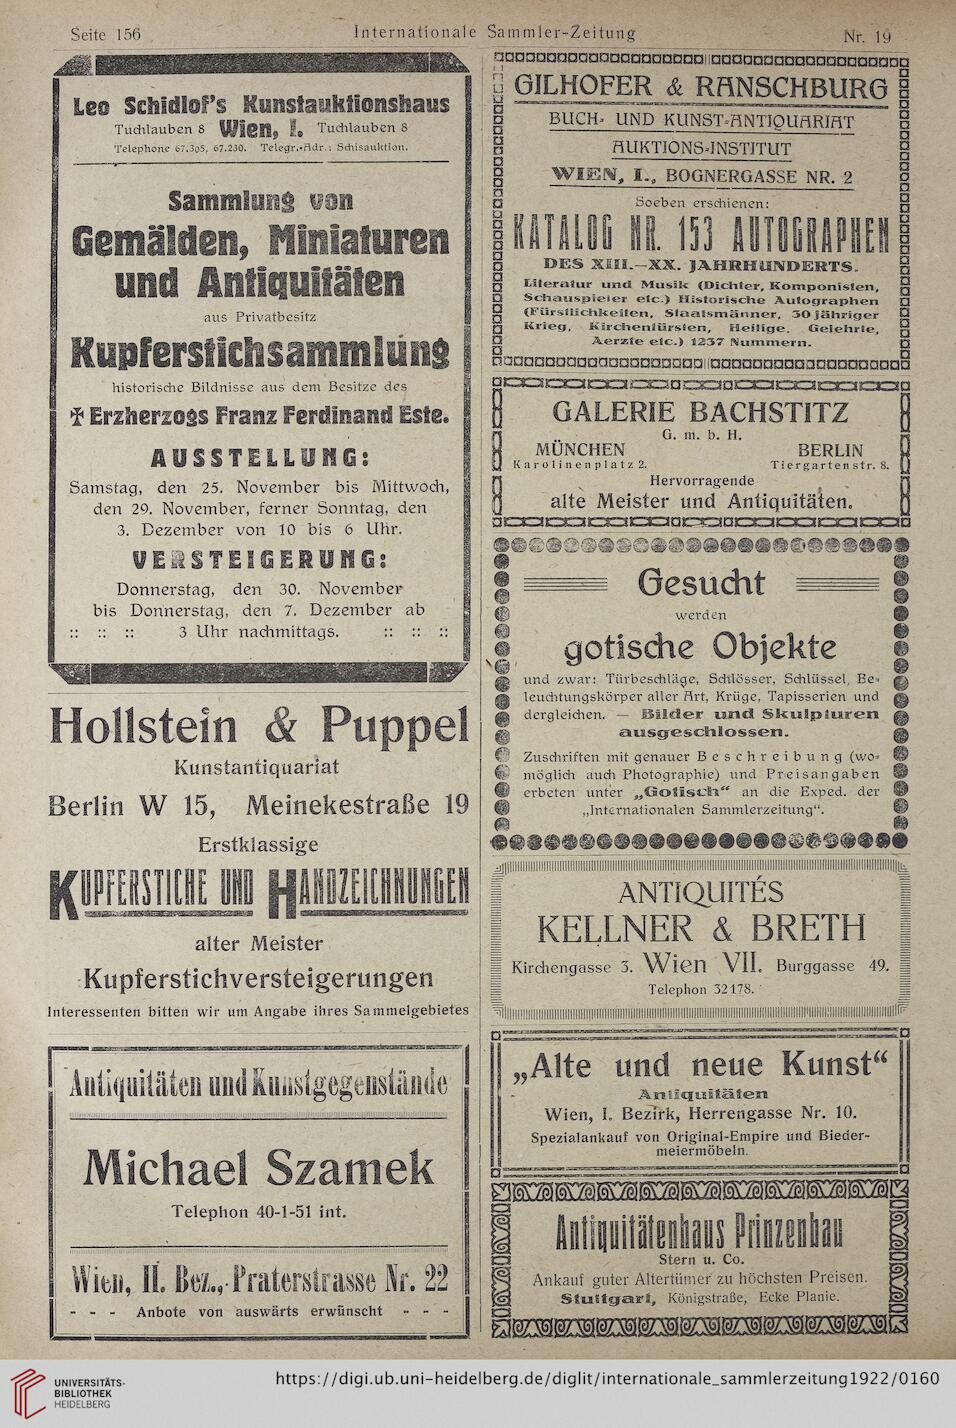 Seite 156
Internationale Sammler-Zeitung
Nr. 19
Leo Schidlof's Kunstauktionshaus
Tuchlauben 8 Wien, I. Tuchlauben 8
Telephone 67.305, 67.230. Telegr.-Adr.: Schisauktion.
Sammlung von
Gemälden, Miniaturen
und Antiquitäten
aus Privatbesitz
Kupferstichsammlung
historische Bildnisse aus dem Besitze des
✝ Erzherzogs Franz Ferdinand Este.
AUSSTELLUNG:
Samstag, den 25. November bis Mittwoch,
den 29. November, ferner Sonntag, den
3. Dezember von 10 bis 6 Uhr.
VERSTEIGERUNG:
Donnerstag, den 30. November
bis Donnerstag, den 7. Dezember ab
:: :: :: 3 Uhr nachmittags. :: :: ::
Hollstein & Puppel
Kunstantiquariat
Berlin W 15, Meinekestraße 19
Erstklassige
KUPFERSTICHE UND HANDZEICHNUNGEN
alter Meister
Kupferstichversteigerungen
Interessenten bitten wir um Angabe ihres Sammelgebietes
Antiquitäten und Kunstgegenstände
Michael Szamek
Telephon 40-1-51 int.
Wien, II. Bez., Praterstrasse Nr. 22
- - - Anbote von auswärts erwünscht - - -
GILHOFER & RANSCHBURG
BUCH- UND KUNST-ANTIQUARIAT
AUKTIONS-INSTITUT
WIEN, I., BOGNERGASSE NR. 2
Soeben erschienen:
KATALOG NR. 153 AUTOGRAPHEN
DES XIII.—XX. JAHRHUNDERTS.
Literatur und Musik (Dichter, Komponisten,
Schauspieler etc.) Historische Autographen
(Fürstlichkeiten, Staatsmänner, 30jähriger
Krieg, Kirchenfürsten, Heilige, Gelehrte,
Aerzte etc.) 1237 Nummern.
GALERIE BACHSTITZ
G. m. b. H.
MÜNCHEN BERLIN
Karolinenplatz 2. Tiergartenstr. 8.
Hervorragende
alte Meister und Antiquitäten.
Gesucht
werden
gotische Objekte
und zwar: Türbeschläge, Schlösser, Schlüssel, Be-
leuchtungskörper aller Art, Krüge, Tapisserien und
dergleichen. — Bilder und Skulpturen
ausgeschlossen.
Zuschriften mit genauer Beschreibung (wo-
möglich auch Photographie) und Preisangaben
erbeten unter „Gotisch“ an die Exped. der
„Internationalen Sammlerzeitung“.
ANTIQUITÉS
KELLNER & BRETH
Kirchengasse 3. Wien VII. Burggasse 49.
Telephon 32178.
„Alte und neue Kunst“
Antiquitäten
Wien, I. Bezirk, Herrengasse Nr. 10.
Spezialankauf von Original-Empire und Bieder-
meiermöbeln.
Antiquitätenhaus Prinzenbau
Stern u. Co.
Ankauf guter Altertümer zu höchsten Preisen.
Stuttgart, Königstraße, Ecke Planie.
UNIVERSITÄTS-
BIBLIOTHEK
HEIDELBERG
https://digi.ub.uni-heidelberg.de/diglit/internationale_sammlerzeitung1922/0160